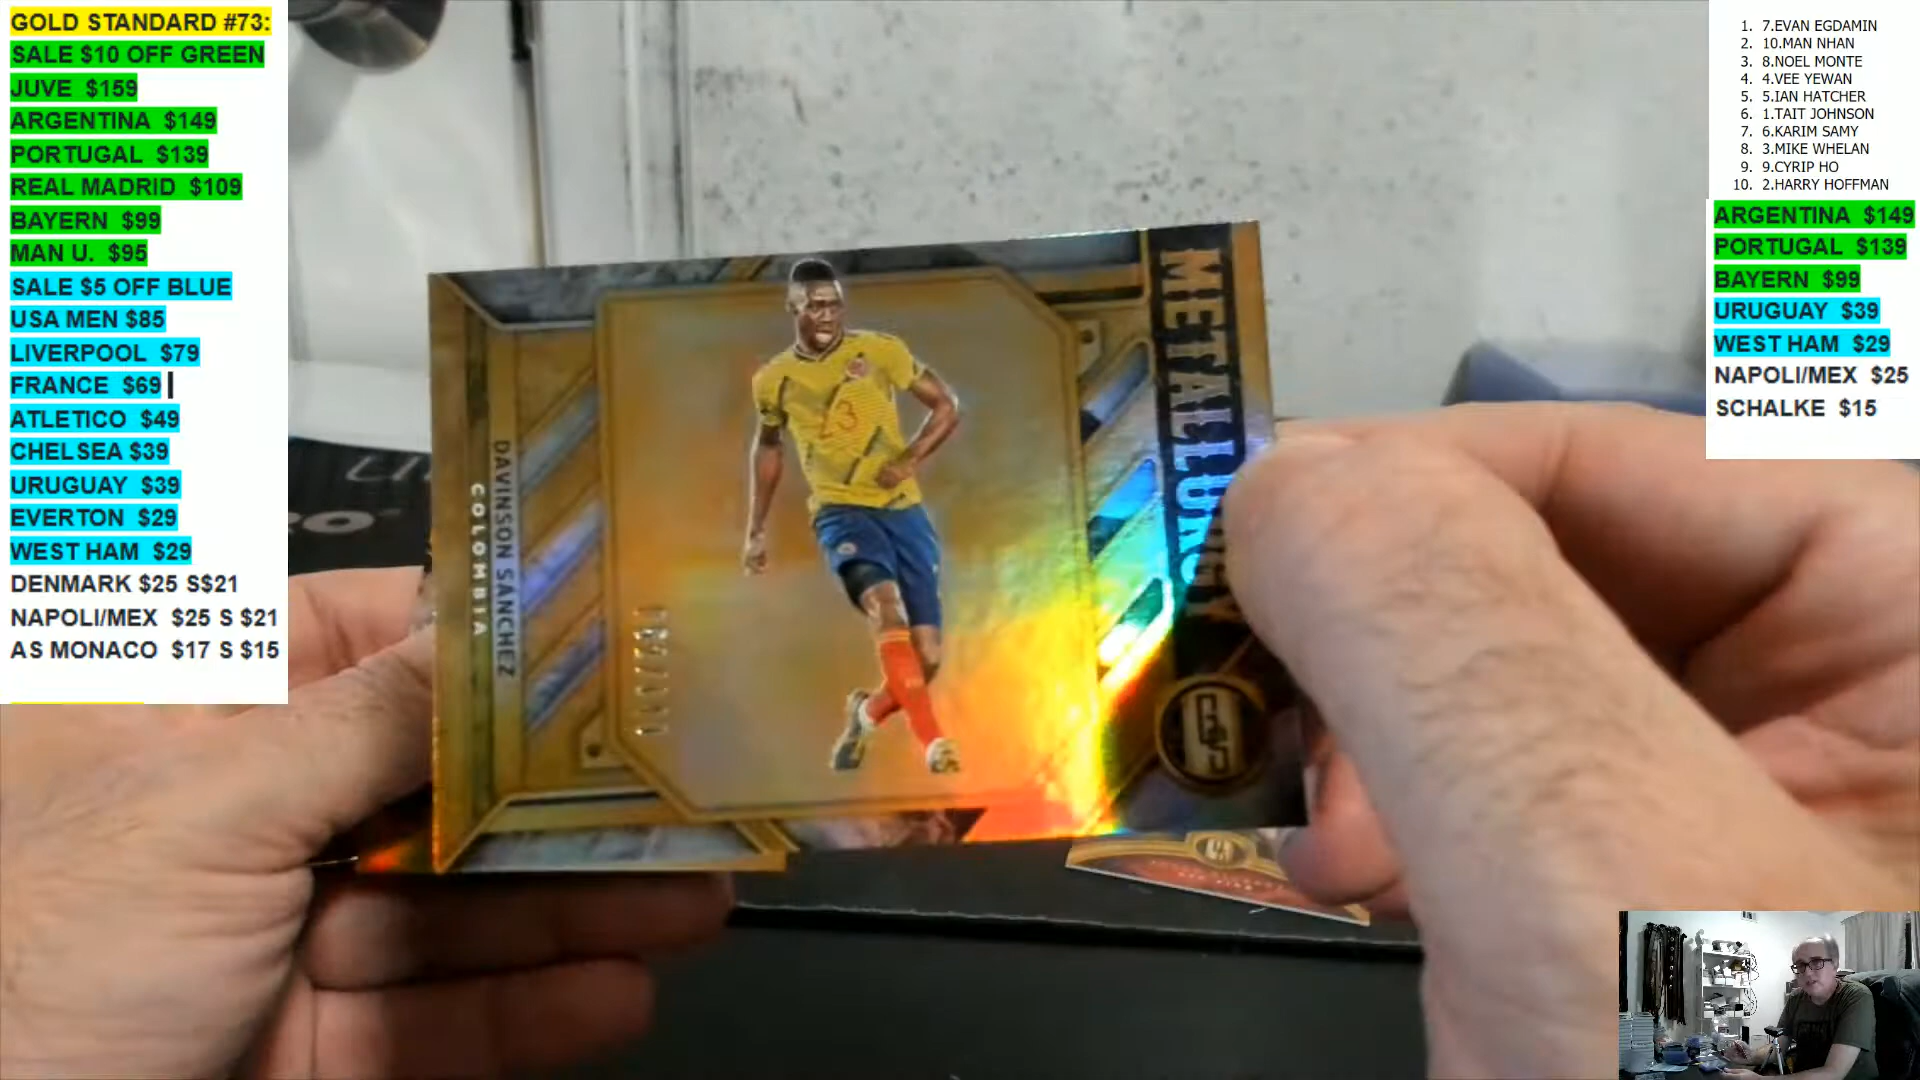 GOLD STANDARD #73:
SALE $10 OFF GREEN
JUVE $159
ARGENTINA $149
PORTUGAL $139
REAL MADRID $109
BAYERN $99
MAN U. $95
SALE $5 OFF BLUE
USA MEN $85
LIVERPOOL $79
FRANCE $69
ATLETICO $49
CHELSEA $39
URUGUAY $39
EVERTON $29
WEST HAM $29
DENMARK $25 S$21
NAPOLI/MEX $25 S $21
AS MONACO $17 S $15
METALLURGY
23
DAVINSON SÁNCHEZ
COLOMBIA
1. 7.EVAN EGDAMIN
2. 10.MAN NHAN
3. 8.NOEL MONTE
4. 4.VEE YEWAN
5. 5.IAN HATCHER
6. 1.TAIT JOHNSON
7. 6.KARIM SAMY
8. 3.MIKE WHELAN
9. 9.CYRIP HO
10. 2.HARRY HOFFMAN
ARGENTINA $149
PORTUGAL $139
BAYERN $99
URUGUAY $39
WEST HAM $29
NAPOLI/MEX $25
SCHALKE $15